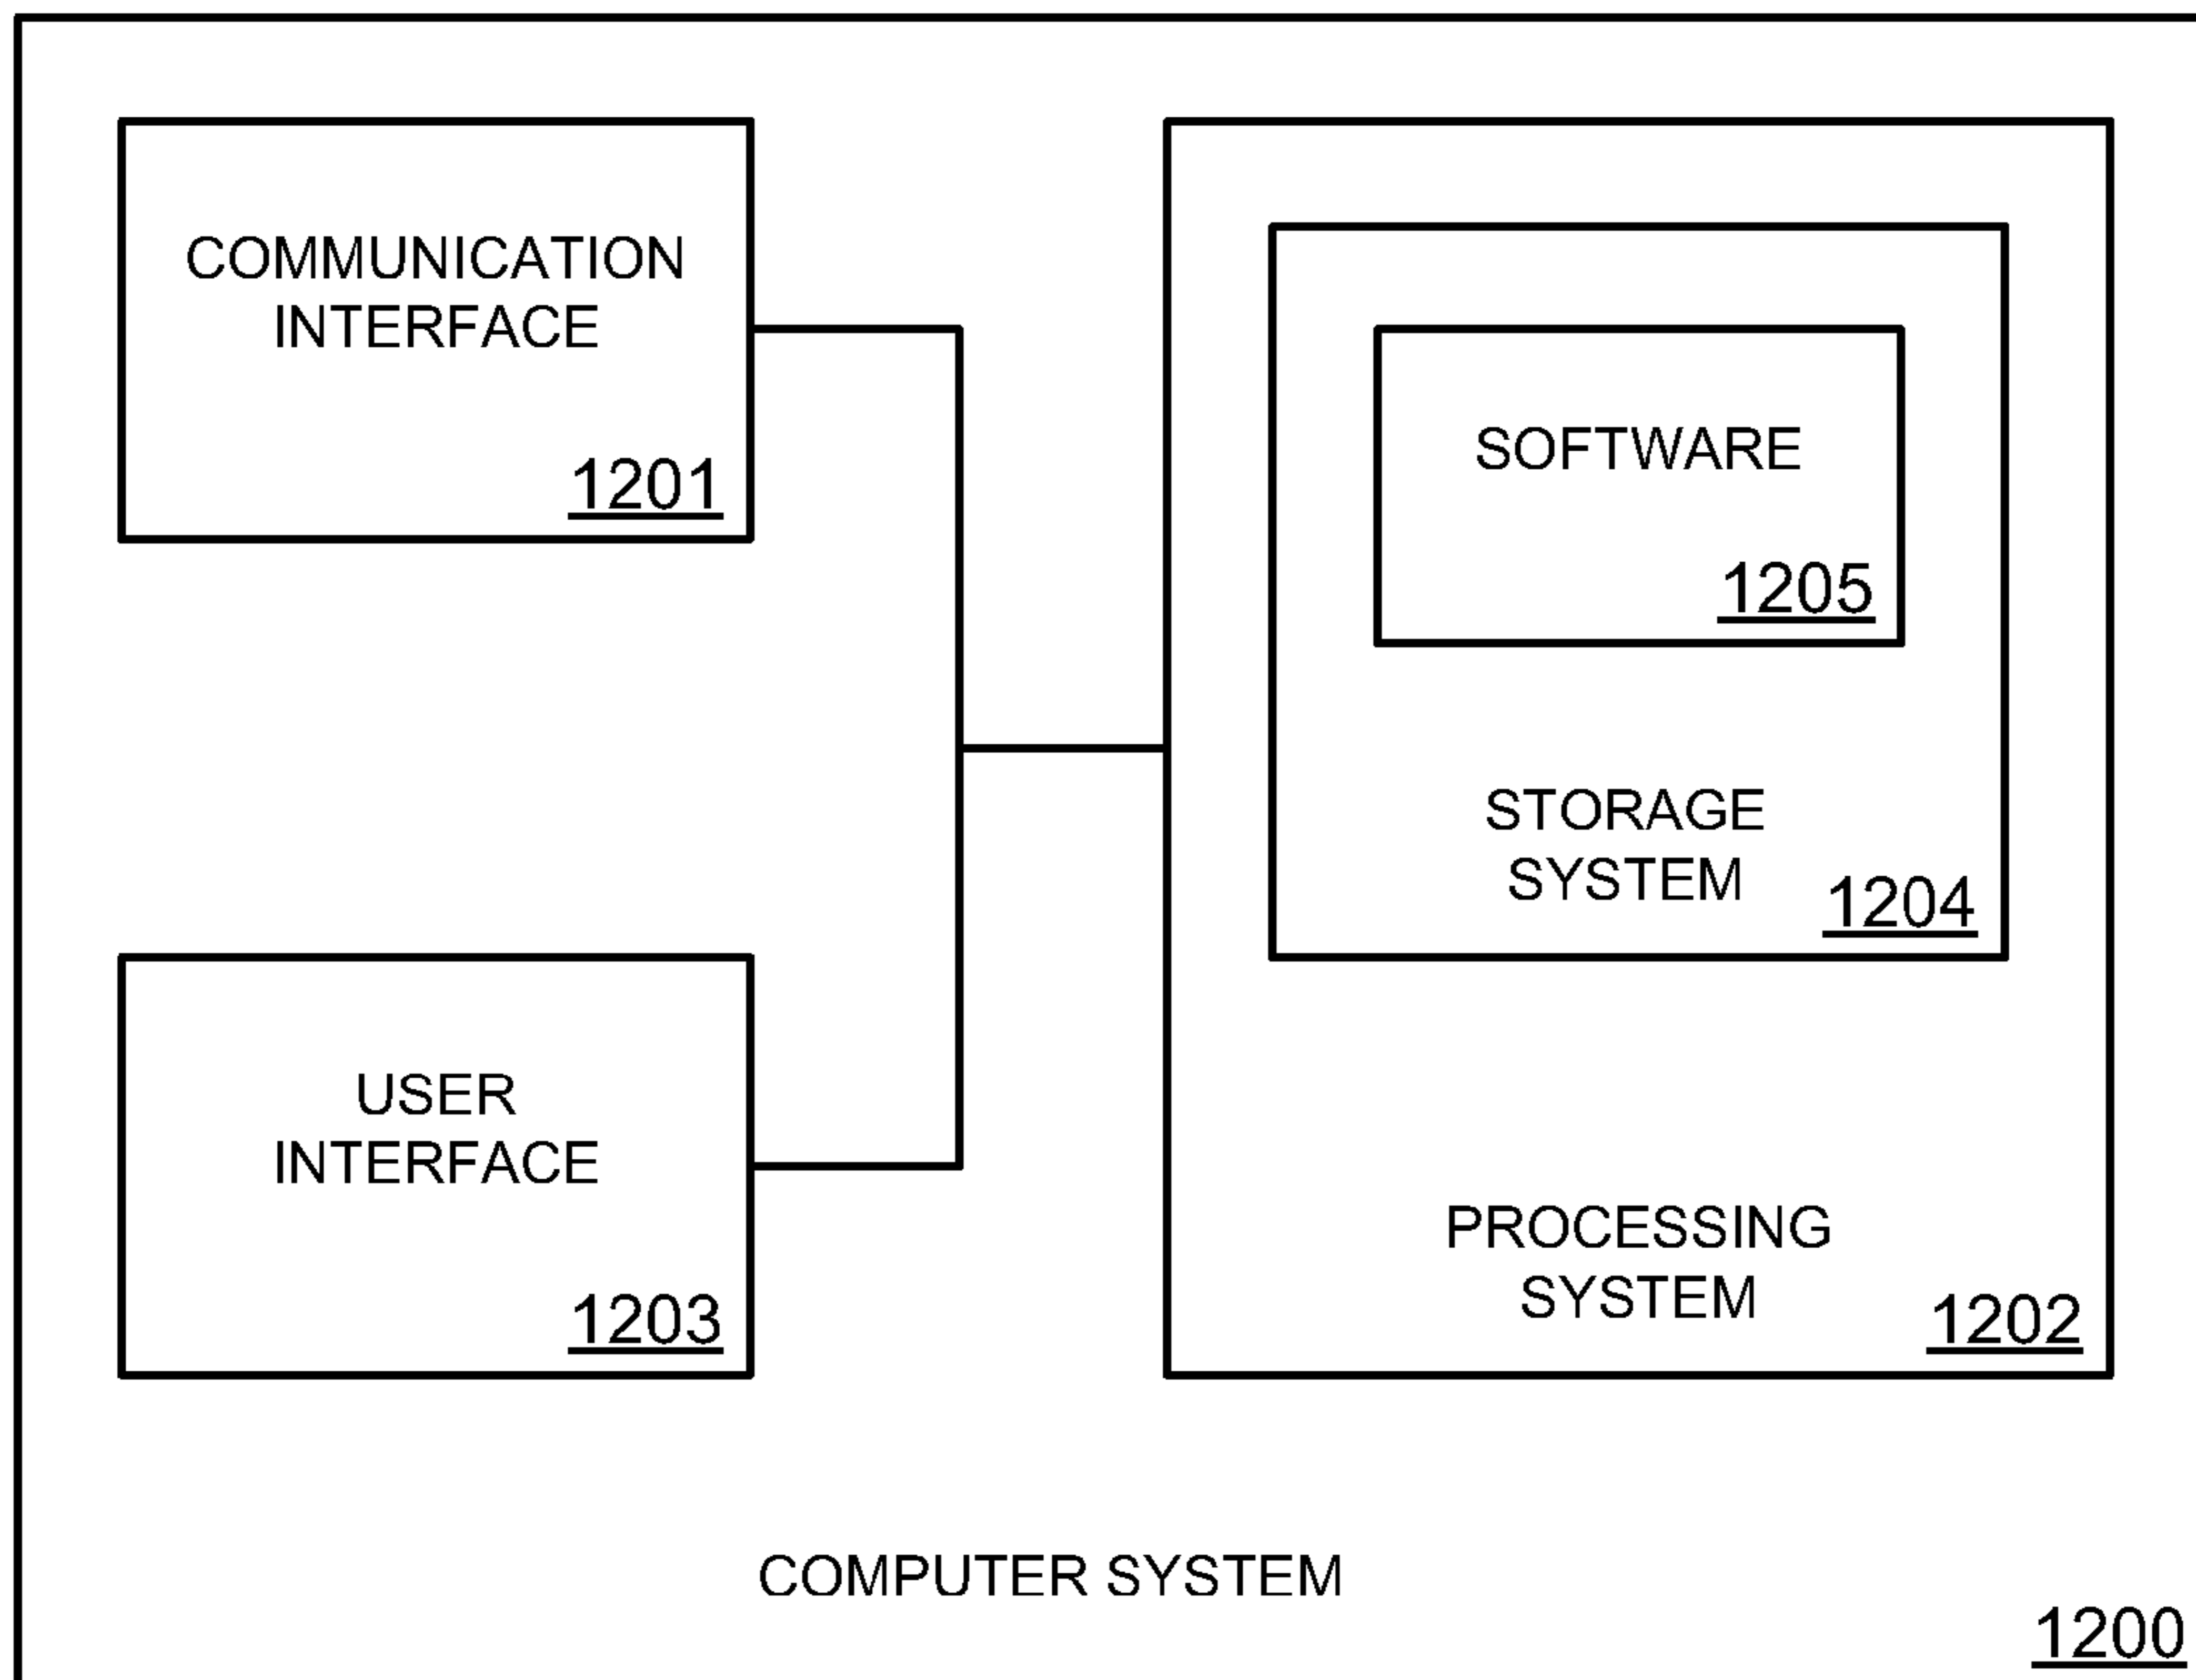 COMMUNICATION
INTERFACE
1201
SOFTWARE
1205
STORAGE
SYSTEM
1204
USER
INTERFACE
1203
PROCESSING
SYSTEM
1202
COMPUTER SYSTEM
1200